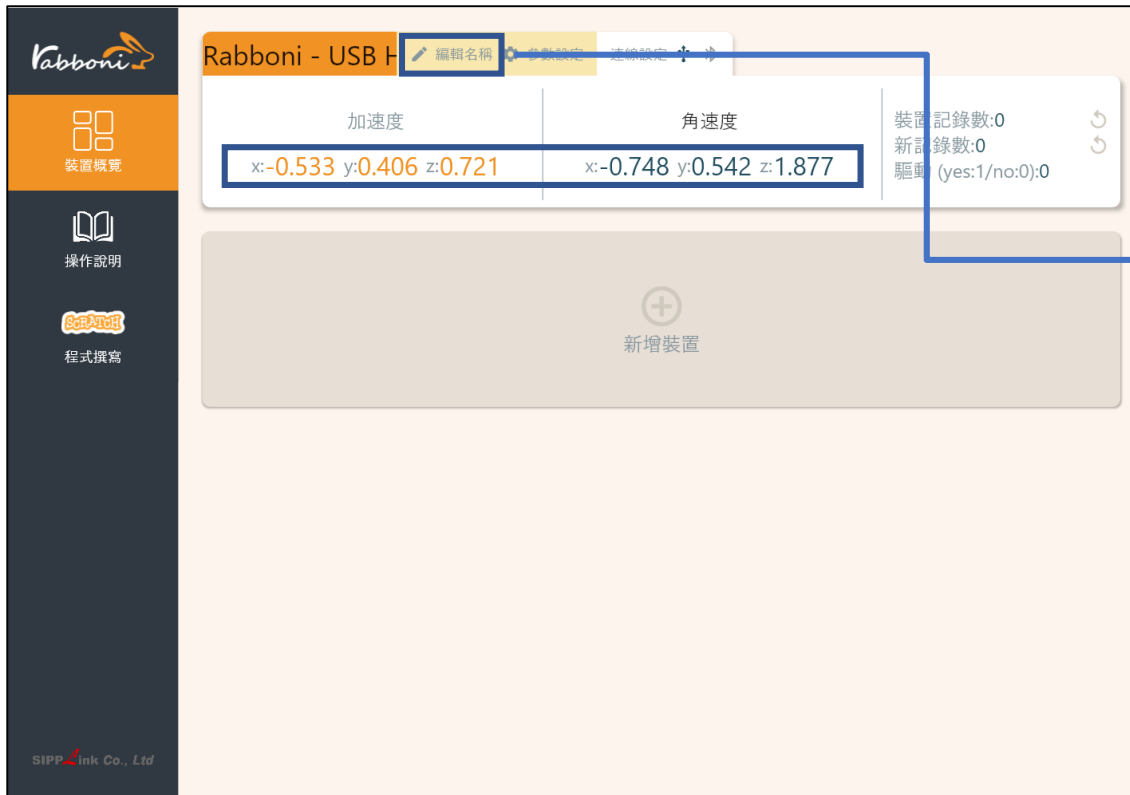 rabboni
裝置概覽
操作說明
SCRATCH
程式撰寫
SIPPLink Co., Ltd
Rabboni - USB H
編輯名稱
參數設定
連線設定
加速度
x:-0.533 y:0.406 z:0.721
角速度
x:-0.748 y:0.542 z:1.877
裝置記錄數:0
新記錄數:0
驅動 (yes:1/no:0):0
新增裝置